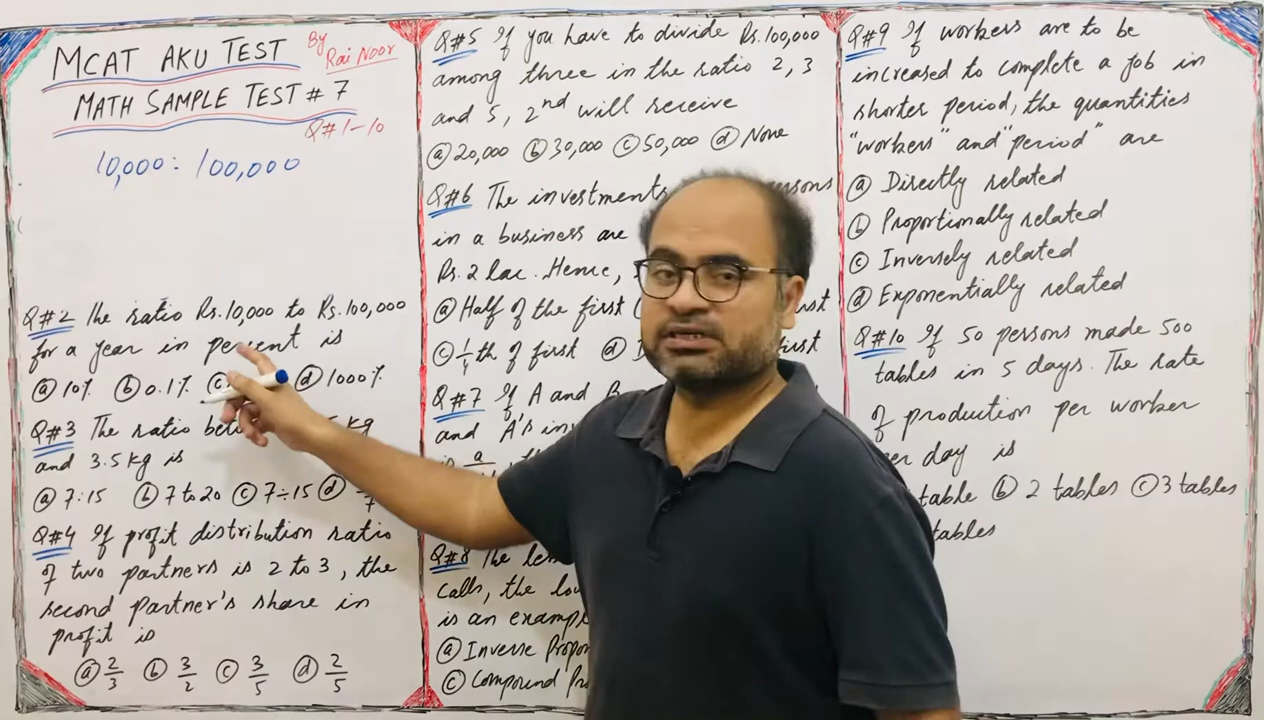 MCAT AKU TEST
By
Rai Noor
MATH SAMPLE TEST # 7
Q#1-10
10,000 : 100,000
Q#2 The ratio Rs.10,000 to Rs.100,000
for a year in percent is
(a) 10% (b) 0.1% (c) (d) 1000%
Q#3 The ratio kg
and 3.5 kg is
(a) 7:15 (b) 7 to 20 (c) 7÷15 (d)
Q#4 If profit distribution ratio
of two partners is 2 to 3, the
second partner's share in
profit is
(a) 2/3 (b) 3/2 (c) 3/5 (d) 2/5
Q#5 If you have to divide Rs.100,000
among three in the ratio 2, 3
and 5, 2nd will receive
(a) 20,000 (b) 30,000 (c) 50,000 (d) None
Q#6 The investments
in a business are
Rs.2 lac. Hence,
(a) Half of the first
(c) 1/4th of first (d) first
Q#7 If A and
and A's
is
Q#8 The
calls, the
is an
(a) Inverse
(c) Compound
Q#9 If workers are to be
increased to complete a job in
shorter period, the quantities
"workers" and "period" are
(a) Directly related
(b) Proportionally related
(c) Inversely related
(d) Exponentially related
Q#10 If 50 persons made 500
tables in 5 days. The rate
of production per worker
per day is
table (b) 2 tables (c) 3 tables
tables